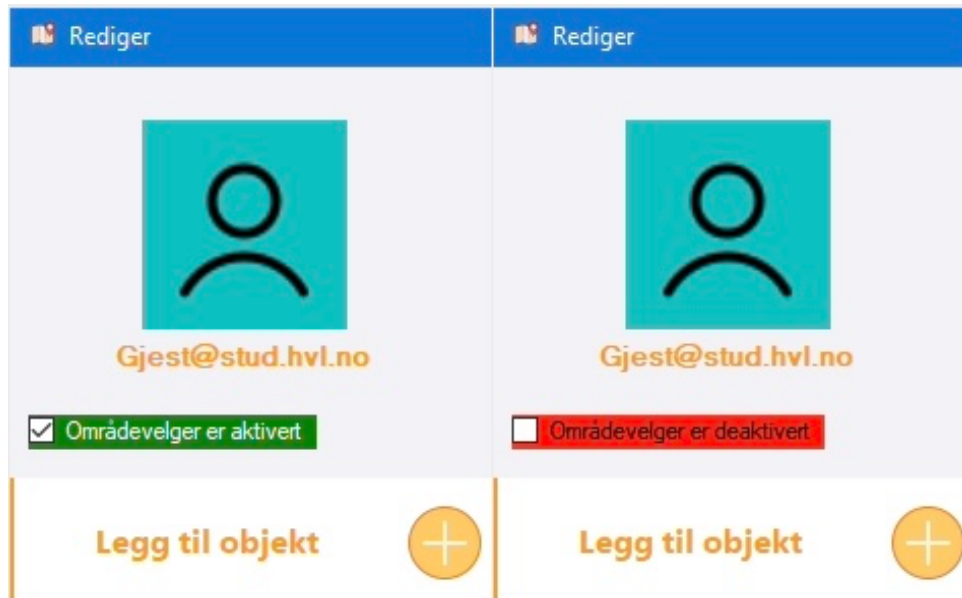 Rediger
Gjest@stud.hvl.no
Områdevelger er aktivert
Legg til objekt
Rediger
Gjest@stud.hvl.no
Områdevelger er deaktivert
Legg til objekt